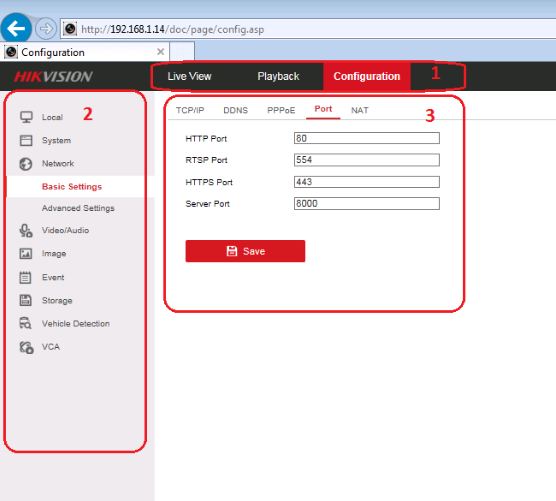 http://192.168.1.14/doc/page/config.asp
Configuration
HIKVISION
Live View Playback Configuration 1
2
Local
System
Network
Basic Settings
Advanced Settings
Video/Audio
Image
Event
Storage
Vehicle Detection
VCA
TCP/IP DDNS PPPoE Port NAT 3
HTTP Port 80
RTSP Port 554
HTTPS Port 443
Server Port 8000
Save